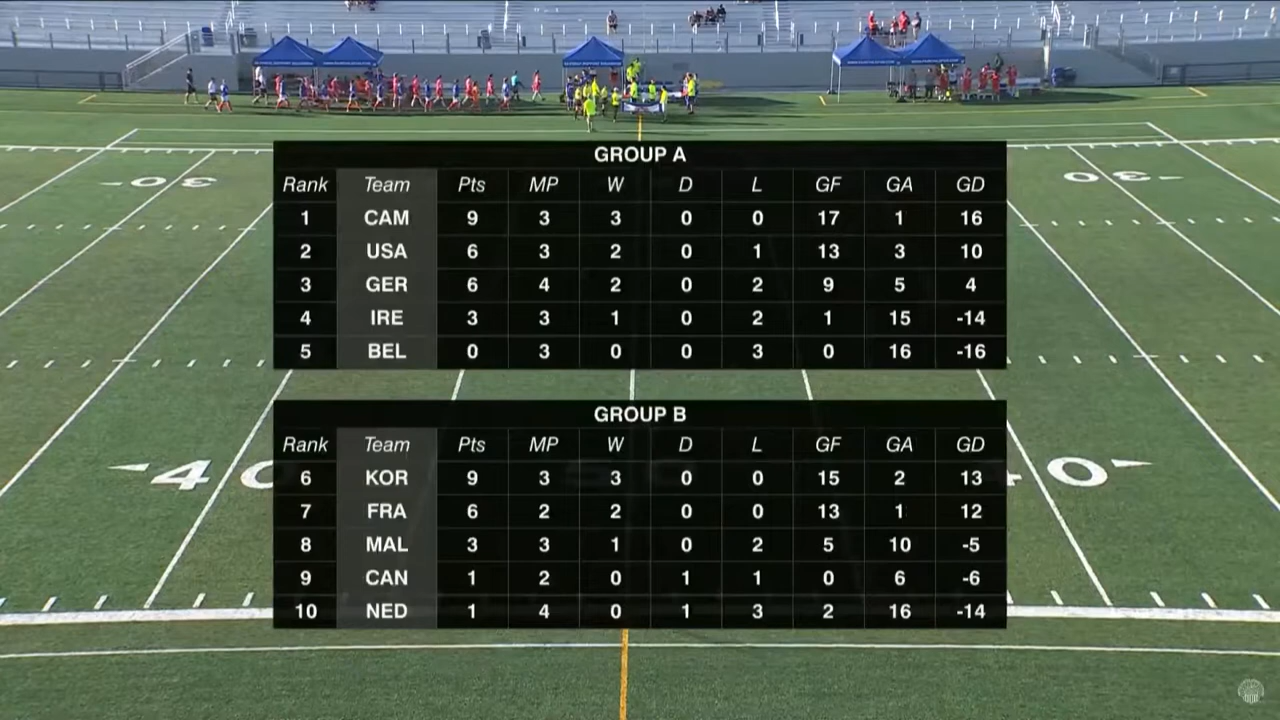 GROUP A
Rank Team Pts MP W D L GF GA GD
1 CAM 9 3 3 0 0 17 1 16
2 USA 6 3 2 0 1 13 3 10
3 GER 6 4 2 0 2 9 5 4
4 IRE 3 3 1 0 2 1 15 -14
5 BEL 0 3 0 0 3 0 16 -16
GROUP B
Rank Team Pts MP W D L GF GA GD
6 KOR 9 3 3 0 0 15 2 13
7 FRA 6 2 2 0 0 13 1 12
8 MAL 3 3 1 0 2 5 10 -5
9 CAN 1 2 0 1 1 0 6 -6
10 NED 1 4 0 1 3 2 16 -14
30
30
40
40